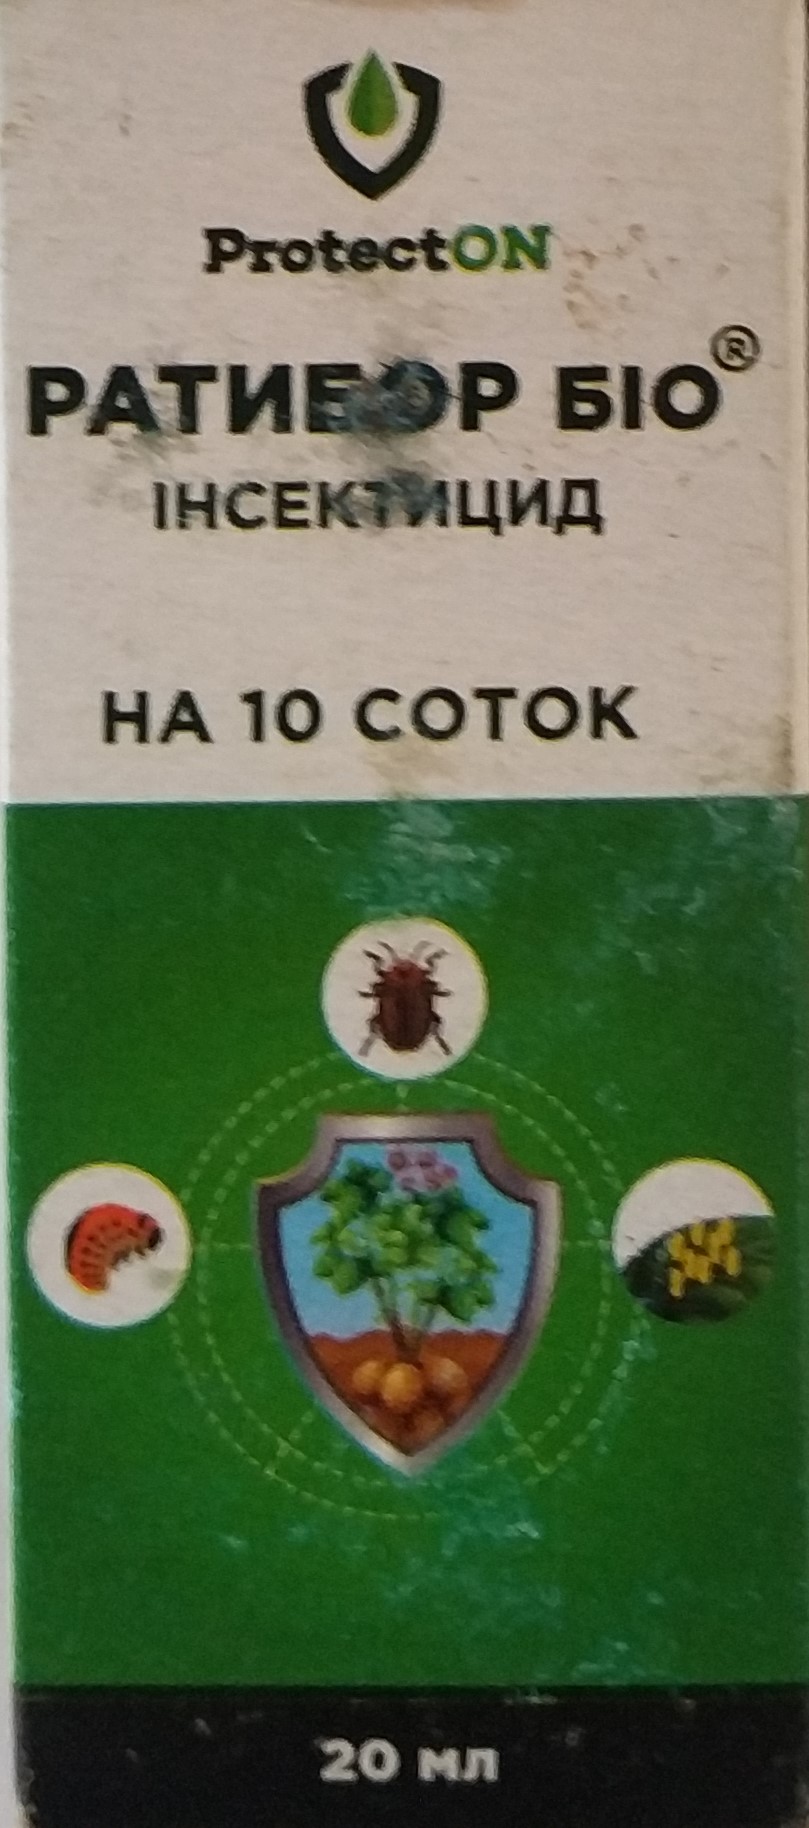 ProtectON
РАТИБОР БІО®
ІНСЕКТИЦИД
НА 10 СОТОК
20 мл